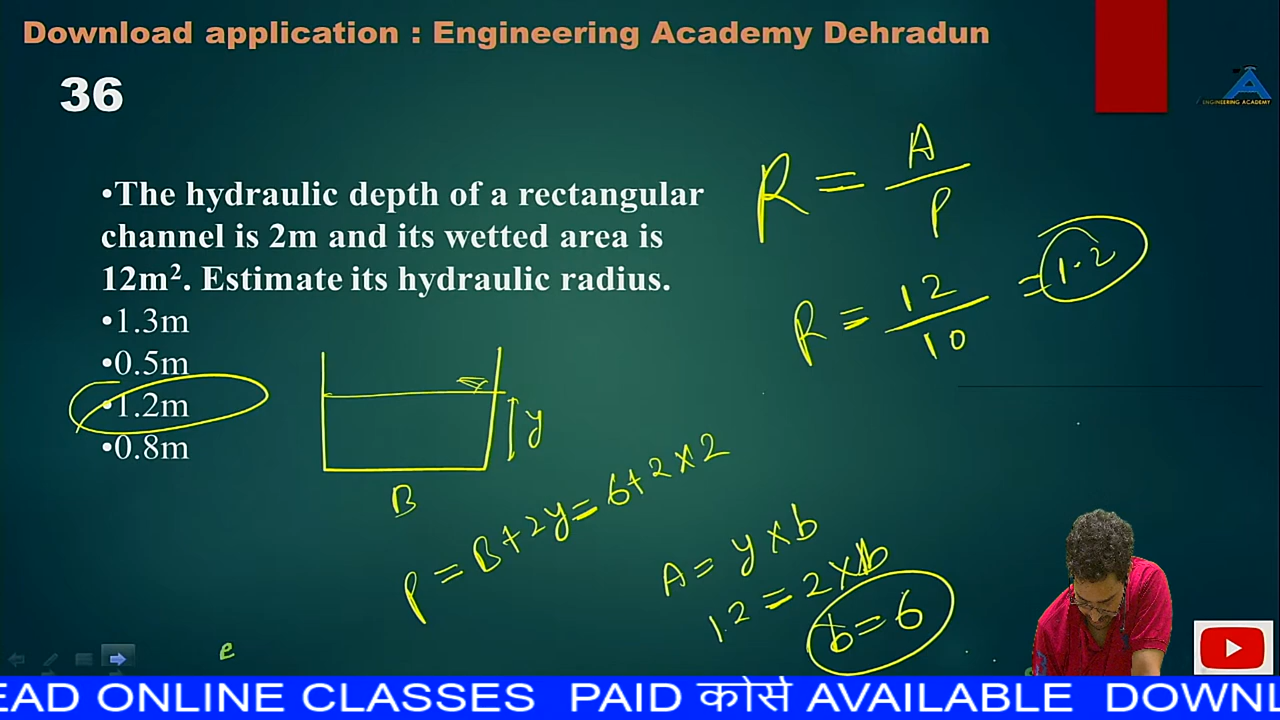 Download application : Engineering Academy Dehradun
36
ENGINEERING ACADEMY
•The hydraulic depth of a rectangular
channel is 2m and its wetted area is
12m². Estimate its hydraulic radius.
•1.3m
•0.5m
•1.2m
•0.8m
R = A/P
R = 12/10 = 1.2
y
B
P = B+2y = 6+2×2
A = y×b
12 = 2×b
b = 6
e
EAD ONLINE CLASSES PAID कोर्स AVAILABLE DOWNL